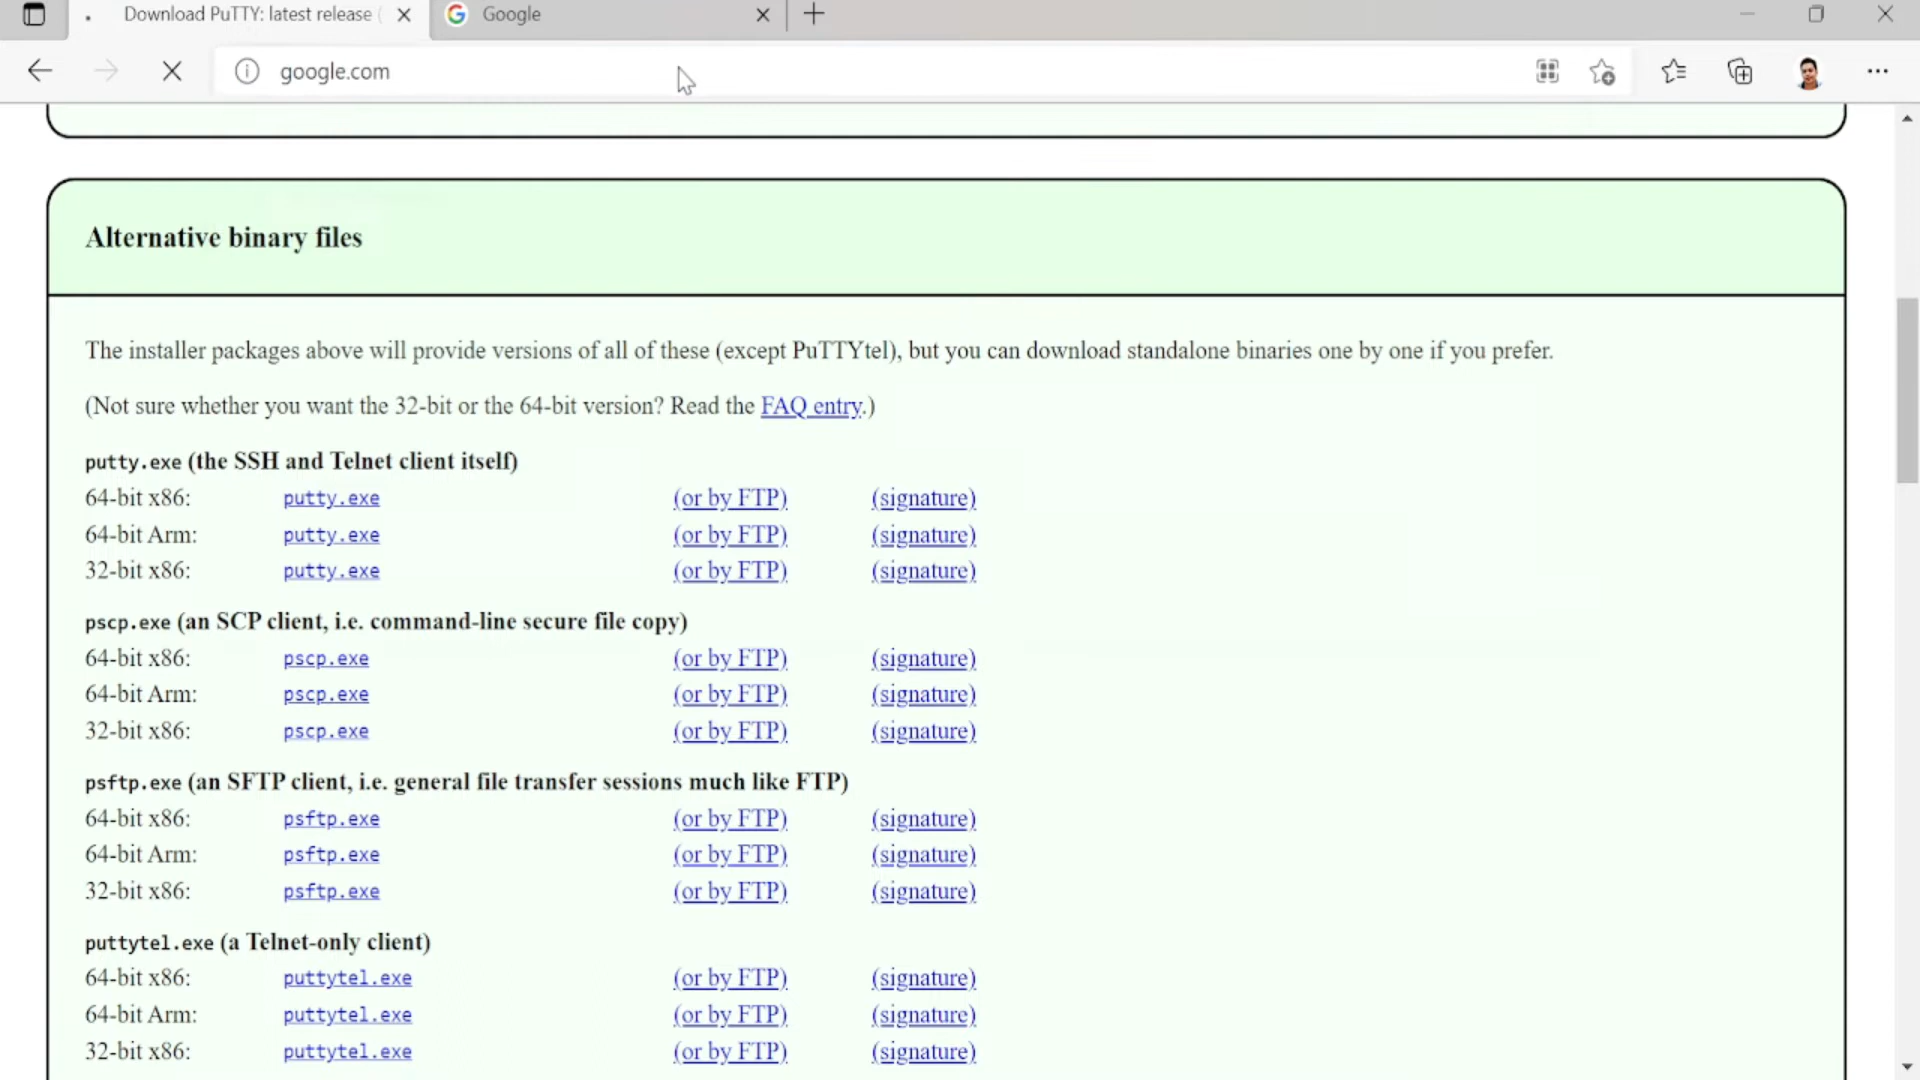 Download PuTTY: latest release (
Google
google.com
Alternative binary files
The installer packages above will provide versions of all of these (except PuTTYtel), but you can download standalone binaries one by one if you prefer.
(Not sure whether you want the 32-bit or the 64-bit version? Read the FAQ entry.)
putty.exe (the SSH and Telnet client itself)
64-bit x86: putty.exe (or by FTP) (signature)
64-bit Arm: putty.exe (or by FTP) (signature)
32-bit x86: putty.exe (or by FTP) (signature)
pscp.exe (an SCP client, i.e. command-line secure file copy)
64-bit x86: pscp.exe (or by FTP) (signature)
64-bit Arm: pscp.exe (or by FTP) (signature)
32-bit x86: pscp.exe (or by FTP) (signature)
psftp.exe (an SFTP client, i.e. general file transfer sessions much like FTP)
64-bit x86: psftp.exe (or by FTP) (signature)
64-bit Arm: psftp.exe (or by FTP) (signature)
32-bit x86: psftp.exe (or by FTP) (signature)
puttytel.exe (a Telnet-only client)
64-bit x86: puttytel.exe (or by FTP) (signature)
64-bit Arm: puttytel.exe (or by FTP) (signature)
32-bit x86: puttytel.exe (or by FTP) (signature)